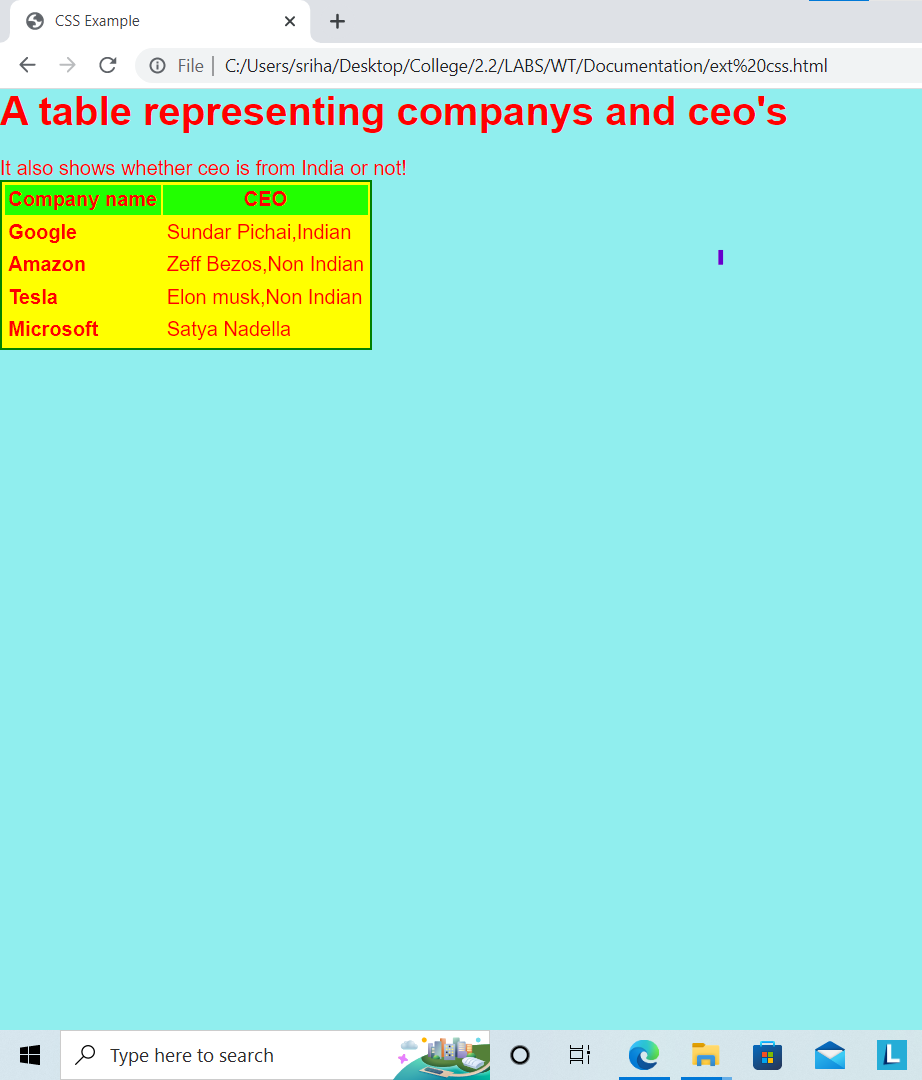 CSS Example
File
C:/Users/sriha/Desktop/College/2.2/LABS/WT/Documentation/ext%20css.html
A table representing companys and ceo's
It also shows whether ceo is from India or not!
Company name CEO
Google Sundar Pichai,Indian
Amazon Zeff Bezos,Non Indian
Tesla Elon musk,Non Indian
Microsoft Satya Nadella
Type here to search
L